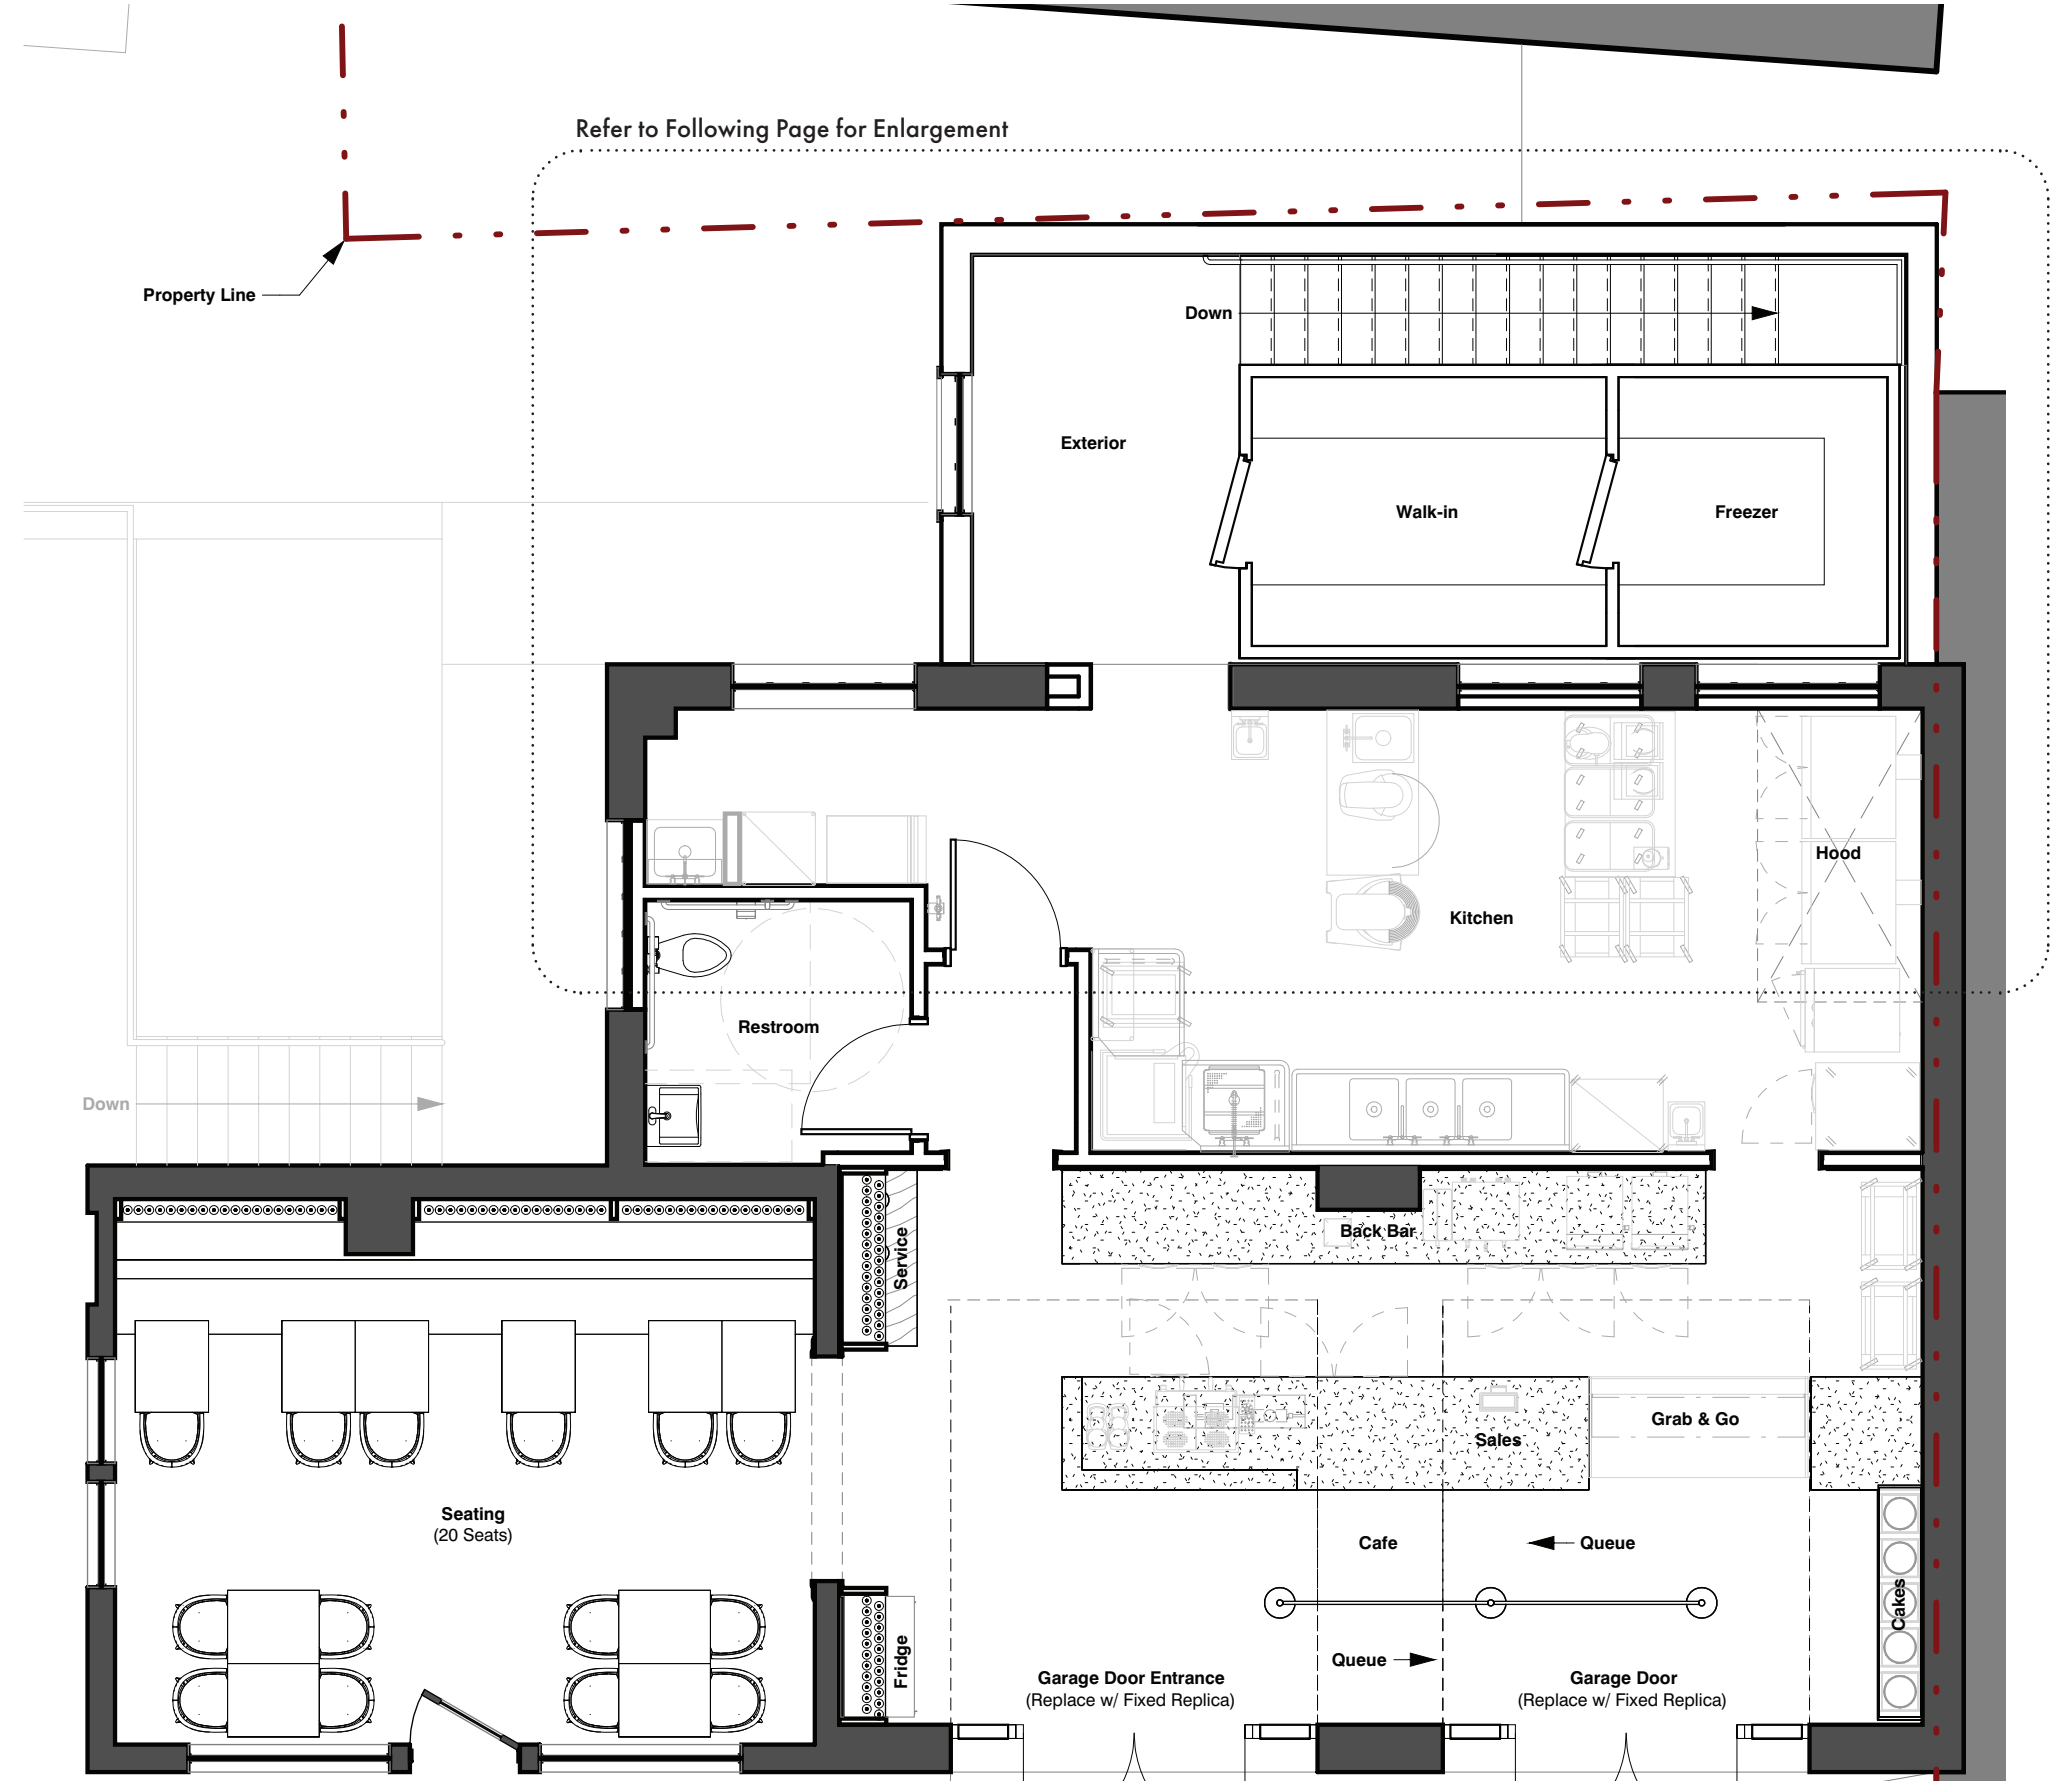 Refer to Following Page for Enlargement
Property Line
Down
Exterior
Walk-in
Freezer
Hood
Kitchen
Restroom
Down
Back Bar
Service
Grab & Go
Sales
Seating
(20 Seats)
Cafe
Queue
Cakes
Fridge
Queue
Garage Door Entrance
(Replace w/ Fixed Replica)
Garage Door
(Replace w/ Fixed Replica)